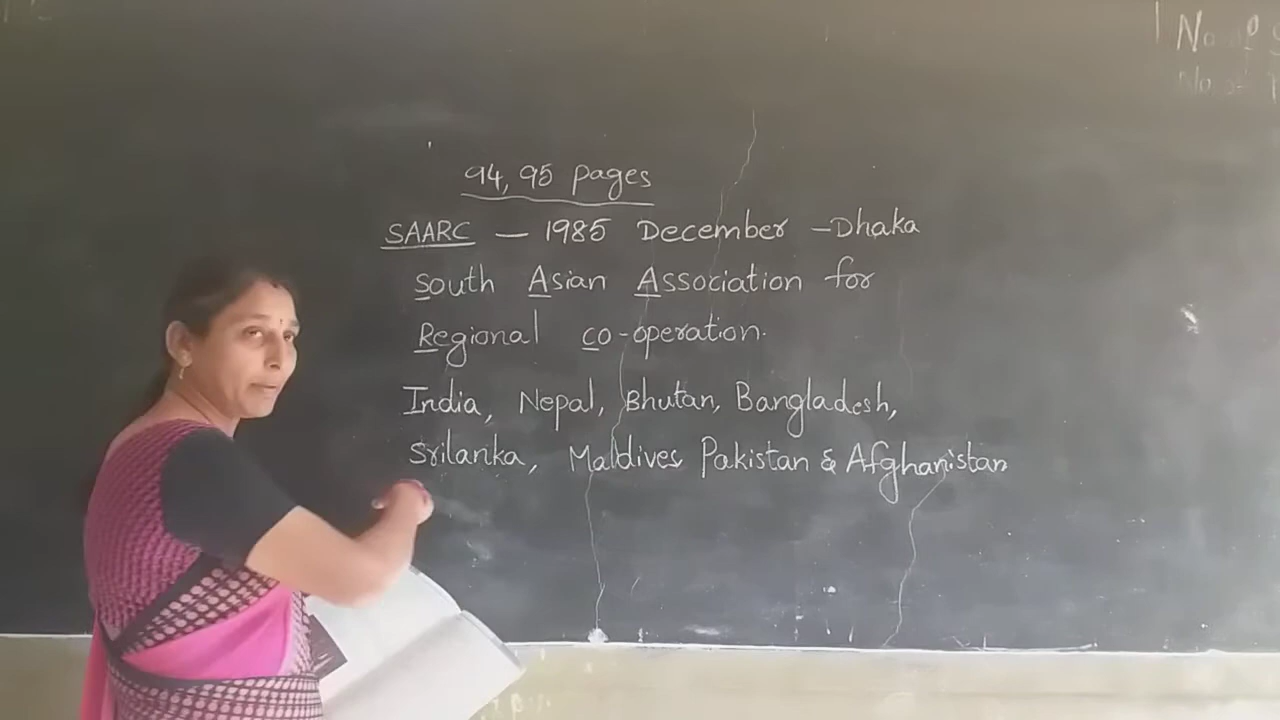 94, 95 pages
SAARC — 1985 December - Dhaka
South Asian Association for
Regional co-operation.
India, Nepal, Bhutan, Bangladesh,
Srilanka, Maldives, Pakistan & Afghanistan